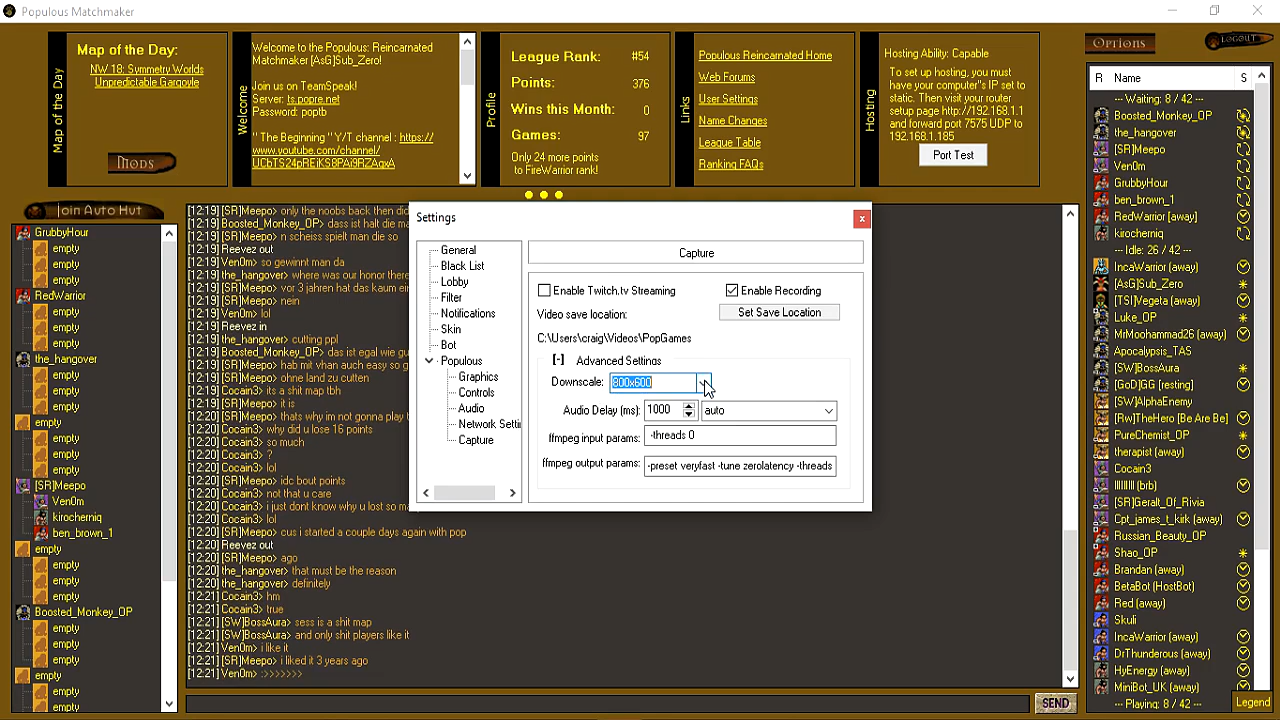 Populous Matchmaker
Map of the Day
Map of the Day:
NW 18: Symmetry Worlds
Unpredictable Gargoyle
Mods
Welcome
Welcome to the Populous: Reincarnated
Matchmaker [AsG]Sub_Zero!
Join us on TeamSpeak!
Server: ts.popre.net
Password: poptb
" The Beginning " Y/T channel : https://
www.youtube.com/channel/
UCbTS24pREiKS8PAi9RZAgxA
Profile
League Rank: #54
Points: 376
Wins this Month: 0
Games: 97
Only 24 more points
to FireWarrior rank!
Links
Populous Reincarnated Home
Web Forums
User Settings
Name Changes
League Table
Ranking FAQs
Hosting
Hosting Ability: Capable
To set up hosting, you must
have your computer's IP set to
static. Then visit your router
setup page http://192.168.1.1
and forward port 7575 UDP to
192.168.1.185
Port Test
Options
Logout
Join Auto Hut
GrubbyHour
empty
empty
empty
RedWarrior
empty
empty
empty
the_hangover
empty
empty
empty
empty
empty
empty
empty
[SR]Meepo
Ven0m
kirocherniq
ben_brown_1
empty
empty
empty
empty
Boosted_Monkey_OP
empty
empty
empty
empty
empty
empty
[12:19] [SR]Meepo> only the noobs back then did
[12:19] Boosted_Monkey_OP> dass ist halt die ma
[12:19] [SR]Meepo> n scheiss spielt man die so
[12:19] Reevez out
[12:19] Ven0m> so gewinnt man da
[12:19] the_hangover> where was our honor there
[12:19] [SR]Meepo> vor 3 jahren hat das kaum ei
[12:19] [SR]Meepo> nein
[12:19] Ven0m> lol
[12:19] Reevez in
[12:19] the_hangover> cutting ppl
[12:19] Boosted_Monkey_OP> das ist egal wie gu
[12:19] [SR]Meepo> hab mit vhan auch easy so g
[12:19] the_hangover> ohne land zu cutten
[12:19] Cocain3> its a shit map tbh
[12:19] [SR]Meepo> it is
[12:19] Boosted_Monkey_OP> grad mit cutten is
[12:20] [SR]Meepo> thats why im not gonna play t
[12:20] Cocain3> why did u lose 16 points
[12:20] Cocain3> so much
[12:20] Cocain3> ?
[12:20] Cocain3> lol
[12:20] [SR]Meepo> idc bout points
[12:20] Cocain3> not that u care
[12:20] Cocain3> i just dont know why u lost so m
[12:20] Cocain3> lol
[12:20] [SR]Meepo> cus i started a couple days again with pop
[12:20] Reevez out
[12:20] [SR]Meepo> ago
[12:20] the_hangover> that must be the reason
[12:20] the_hangover> definitely
[12:21] Cocain3> hm
[12:21] Cocain3> true
[12:21] [SW]BossAura> sess is a shit map
[12:21] [SW]BossAura> and only shit players like it
[12:21] Ven0m> i like it
[12:21] [SR]Meepo> i liked it 3 years ago
[12:21] Ven0m> :>>>>>>>
SEND
Settings
x
General
Black List
Lobby
Filter
Notifications
Skin
Bot
Populous
Graphics
Controls
Audio
Network Setti
Capture
Capture
Enable Twitch.tv Streaming
Enable Recording
Video save location:
Set Save Location
C:\Users\craig\Videos\PopGames
[-] Advanced Settings
Downscale: 800x600
Audio Delay (ms): 1000 auto
ffmpeg input params: -threads 0
ffmpeg output params: -preset veryfast -tune zerolatency -threads
R Name S
--- Waiting: 8 / 42 ---
Boosted_Monkey_OP
the_hangover
[SR]Meepo
Ven0m
GrubbyHour
ben_brown_1
RedWarrior [away]
kirocherniq
--- Idle: 26 / 42 ---
IncaWarrior (away)
[AsG]Sub_Zero
[TSI]Vegeta (away)
Luke_OP
MrMoohammad26 (away)
Apocalypsis_TAS
[GoD]GG [resting]
[SW]AlphaEnemy
[Rw]TheHero [Be Are Be]
PureChemist_OP
therapist (away)
Cocain3
[SR]Geralt_Of_Rivia
Cpt_james_t_kirk (away)
Russian_Beauty_OP
Shao_OP
Brandan (away)
BetaBot (HostBot)
Red (away)
Skuli
IncaWarrior (away)
DrThunderous (away)
HyEnergy (away)
MiniBot_UK (away)
--- Playing: 8 / 42 ---
Legend